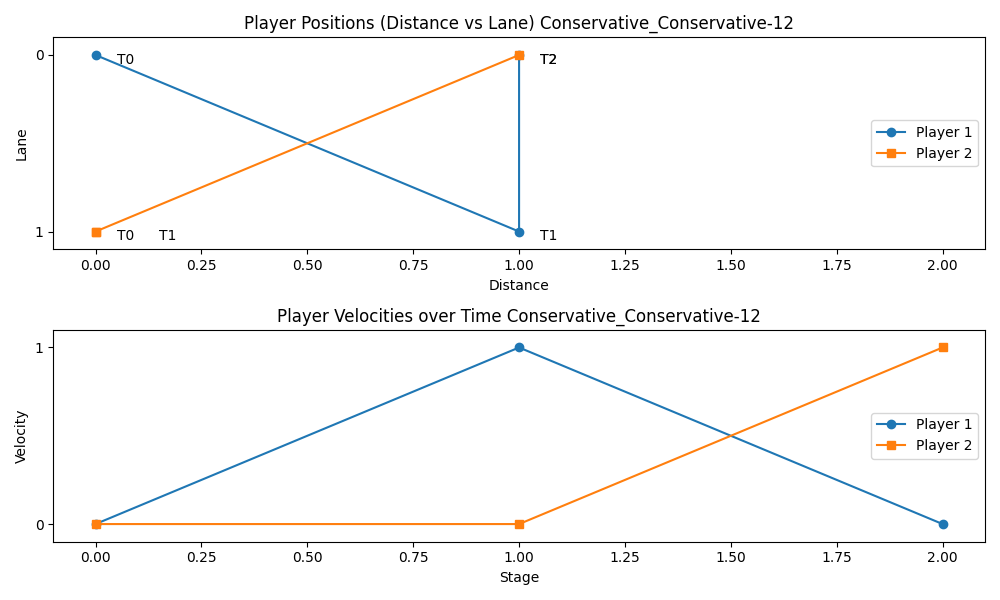 Player Positions (Distance vs Lane) Conservative_Conservative-12
0
T0
T2
Lane
Player 1
Player 2
1
T0
T1
T1
0.00 0.25 0.50 0.75 1.00 1.25 1.50 1.75 2.00
Distance
Player Velocities over Time Conservative_Conservative-12
1
Velocity
Player 1
Player 2
0
0.00 0.25 0.50 0.75 1.00 1.25 1.50 1.75 2.00
Stage